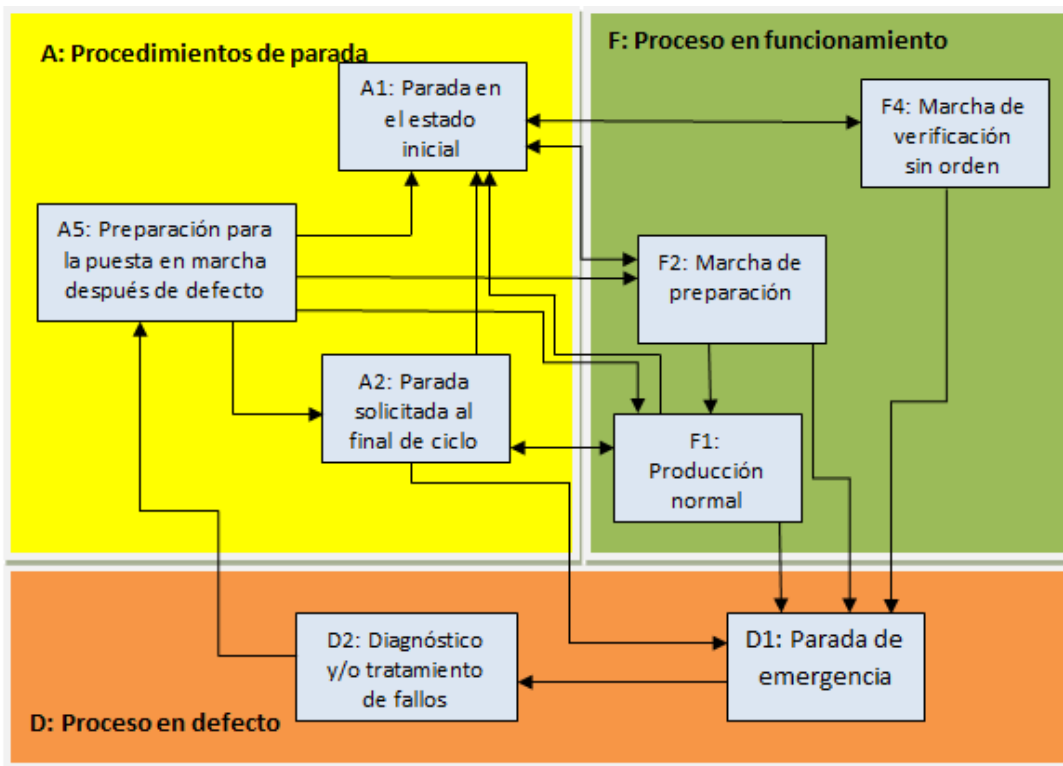 A: Procedimientos de parada
A1: Parada en
el estado
inicial
A5: Preparación para
la puesta en marcha
después de defecto
A2: Parada
solicitada al
final de ciclo
F: Proceso en funcionamiento
F4: Marcha de
verificación
sin orden
F2: Marcha de
preparación
F1:
Producción
normal
D2: Diagnóstico
y/o tratamiento
de fallos
D1: Parada de
emergencia
D: Proceso en defecto